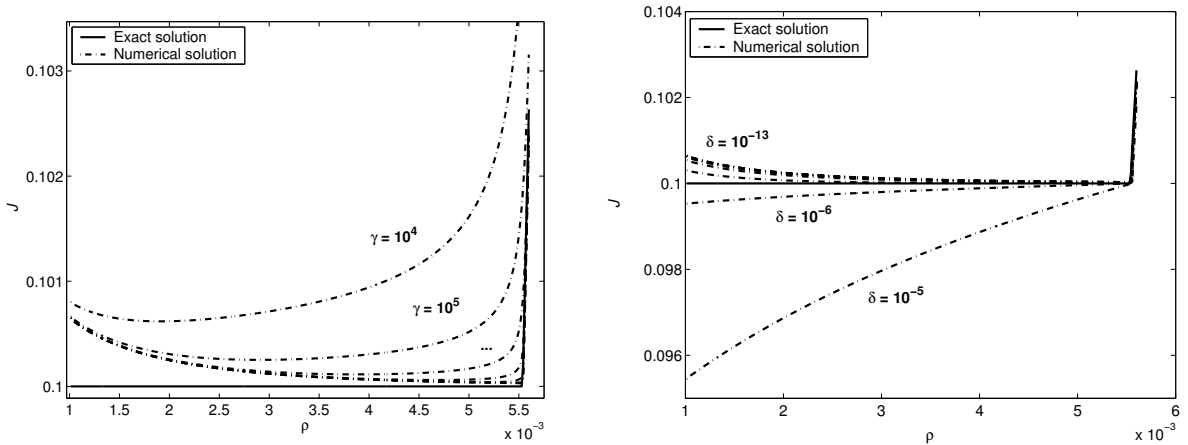 Exact solution
Numerical solution
0.103
0.102
0.101
0.1
J
γ = 10⁴
γ = 10⁵
...
1 1.5 2 2.5 3 3.5 4 4.5 5 5.5
ρ
x 10⁻³
0.104
Exact solution
Numerical solution
0.102
δ = 10⁻¹³
0.1
J
δ = 10⁻⁶
0.098
δ = 10⁻⁵
0.096
1 2 3 4 5 6
ρ
x 10⁻³